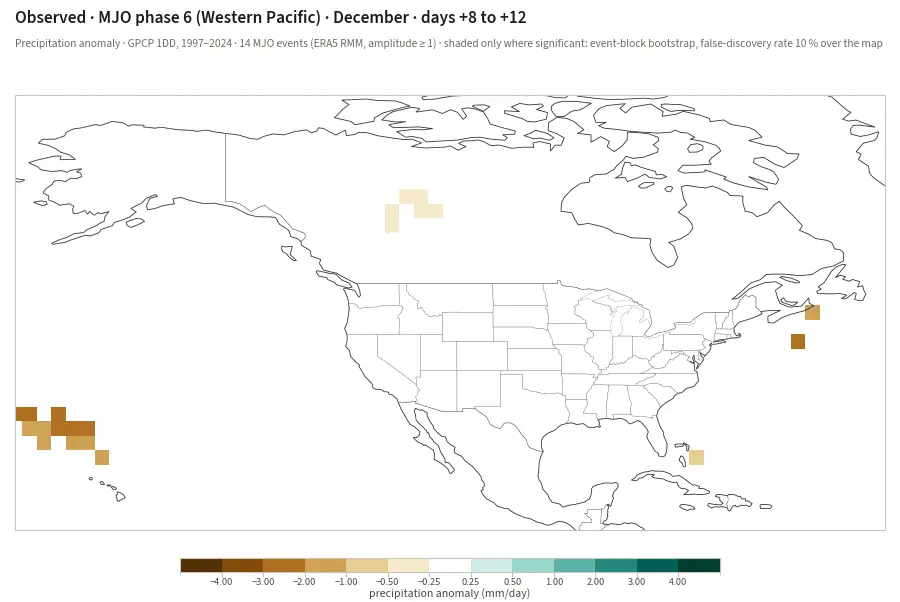 Observed · MJO phase 6 (Western Pacific) · December · days +8 to +12
Precipitation anomaly · GPCP 1DD, 1997–2024 · 14 MJO events (ERA5 RMM, amplitude ≥ 1) · shaded only where significant: event-block bootstrap, false-discovery rate 10 % over the map
−4.00 −3.00 −2.00 −1.00 −0.50 −0.25 0.25 0.50 1.00 2.00 3.00 4.00
precipitation anomaly (mm/day)